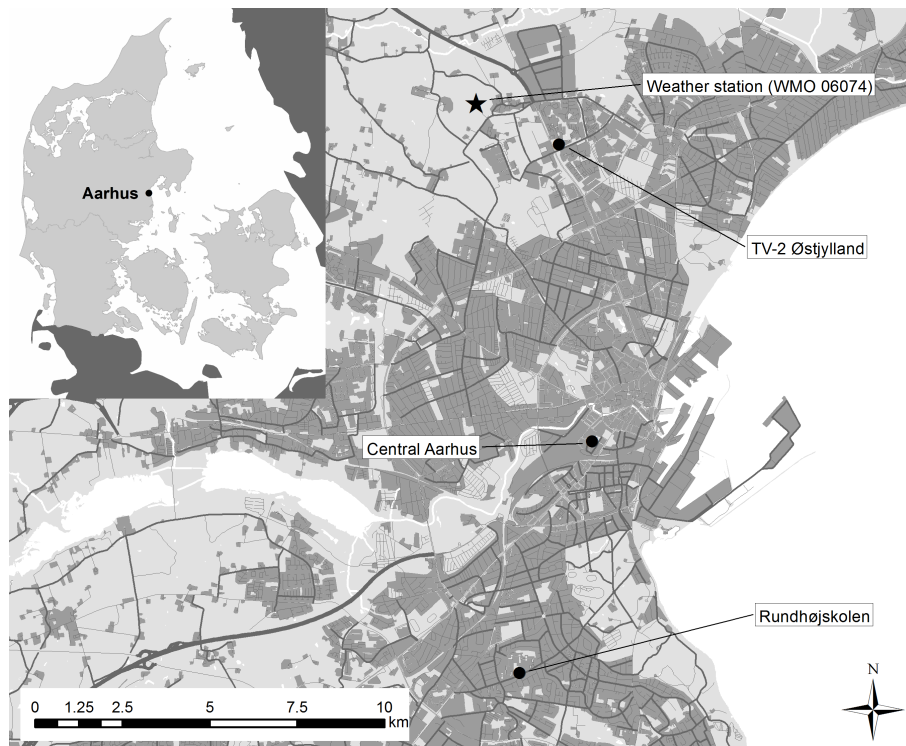 Weather station (WMO 06074)
Aarhus
TV-2 Østjylland
Central Aarhus
Rundhøjskolen
N
0 1.25 2.5 5 7.5 10
km